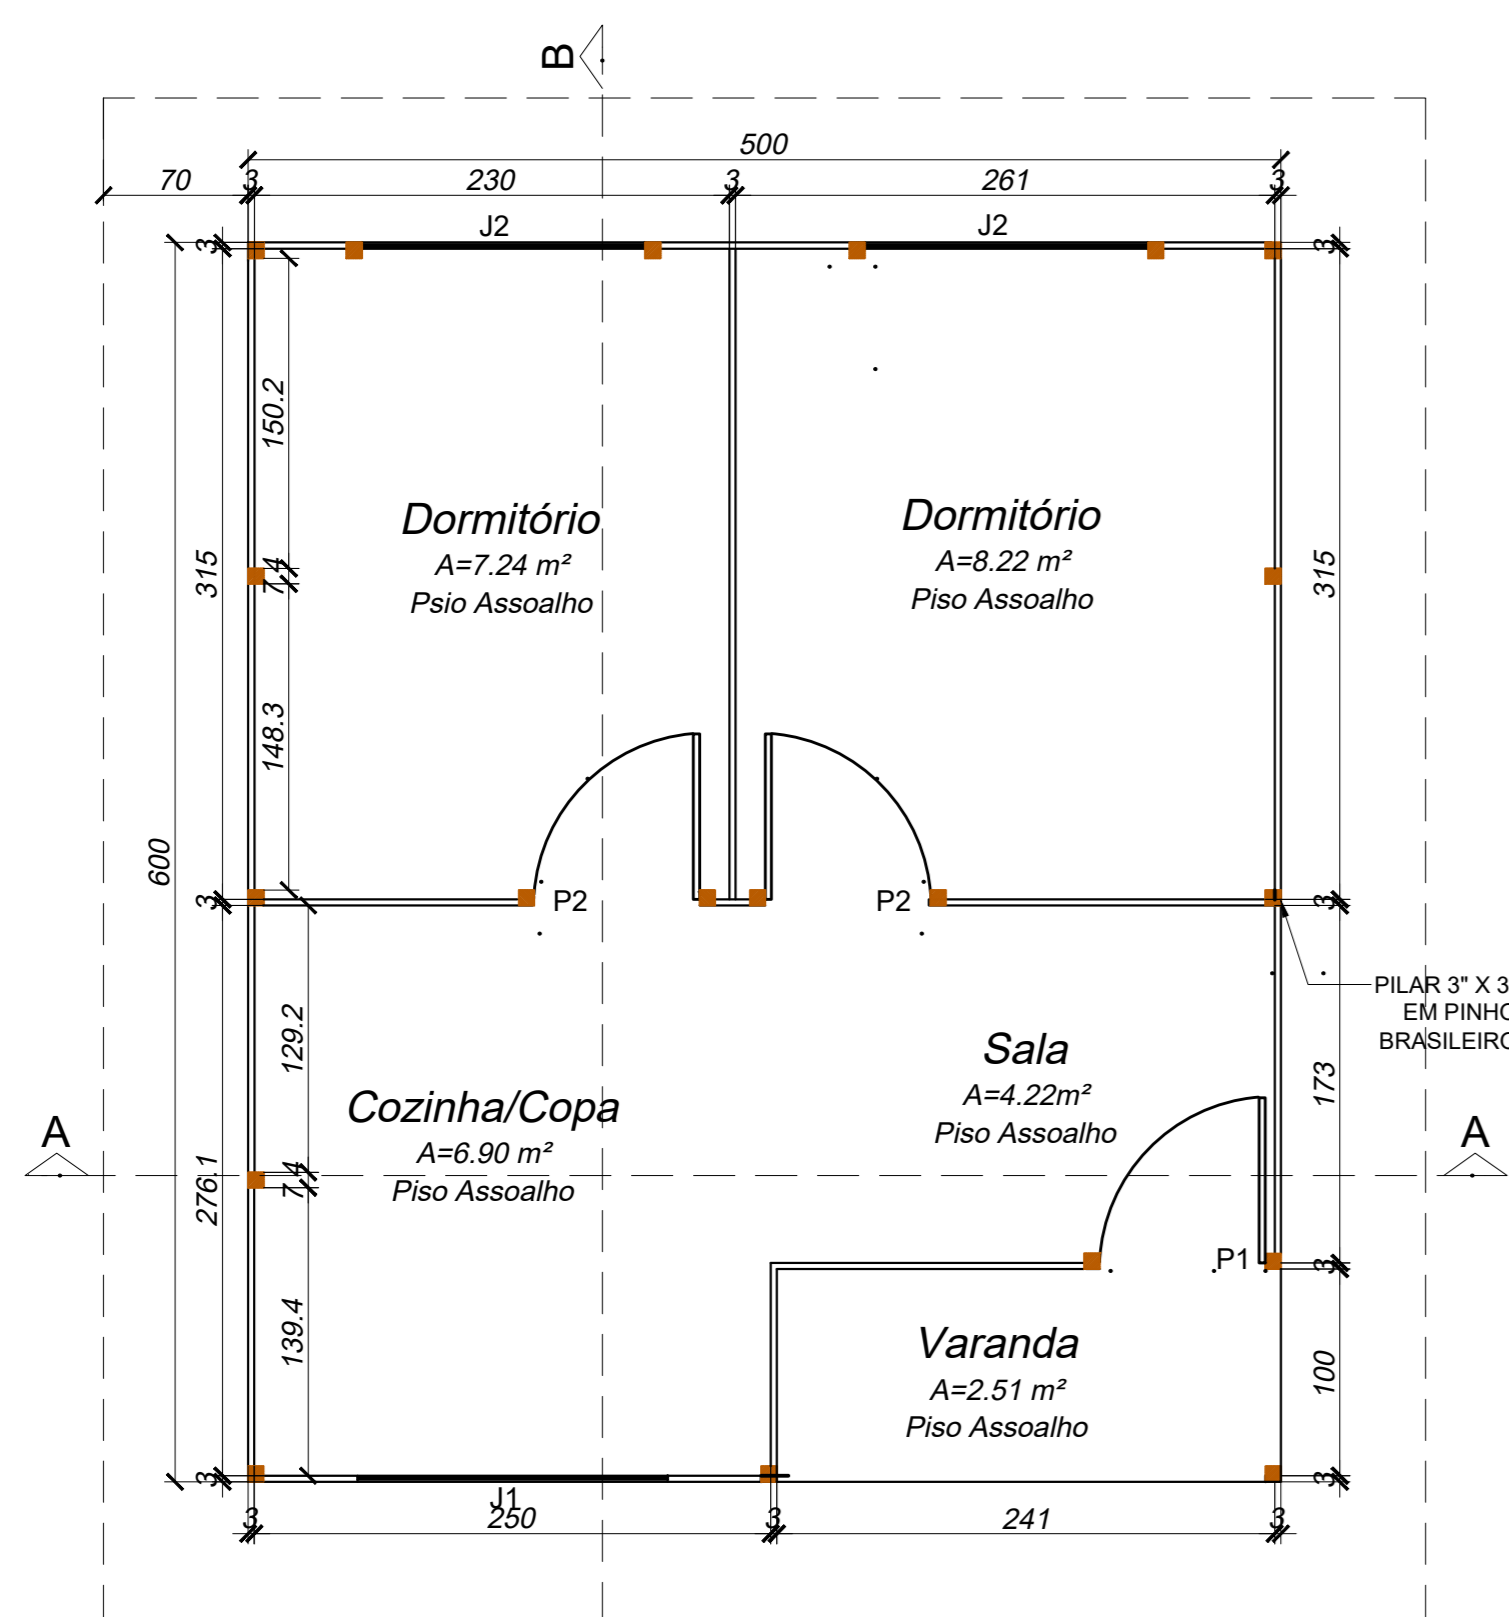 B
500
70
3
230
3
261
3
J2
J2
3
3
150.2
Dormitório
A=7.24 m²
Psio Assoalho
Dormitório
A=8.22 m²
Piso Assoalho
315
7.4
315
148.3
600
3
P2
P2
3
PILAR 3" X 3
EM PINHO
BRASILEIRO
129.2
Sala
A=4.22m²
Piso Assoalho
173
Cozinha/Copa
A=6.90 m²
Piso Assoalho
A
A
276.1
7.4
P1
3
139.4
Varanda
A=2.51 m²
Piso Assoalho
100
3
3
J1
3
250
3
241
3